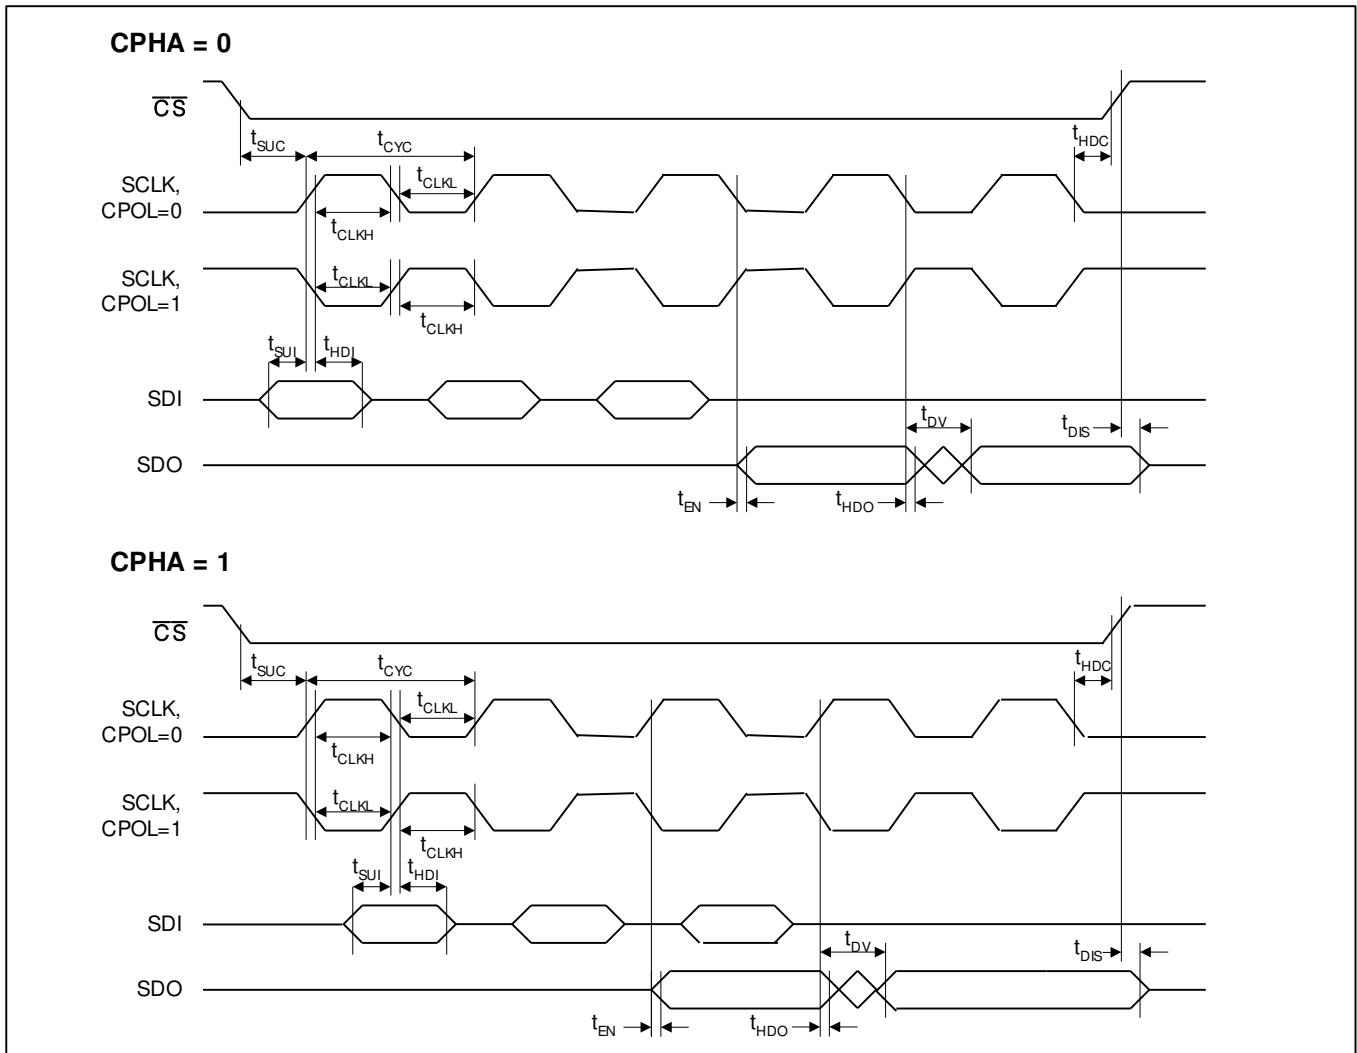 CPHA = 0
C̅S̅
tSUC
tCYC
tHDC
SCLK,
CPOL=0
tCLKL
tCLKH
SCLK,
CPOL=1
tCLKL
tCLKH
tSUI
tHDI
SDI
tDV
tDIS
SDO
tEN
tHDO
CPHA = 1
C̅S̅
tSUC
tCYC
tHDC
SCLK,
CPOL=0
tCLKL
tCLKH
SCLK,
CPOL=1
tCLKL
tCLKH
tSUI
tHDI
SDI
tDV
tDIS
SDO
tEN
tHDO